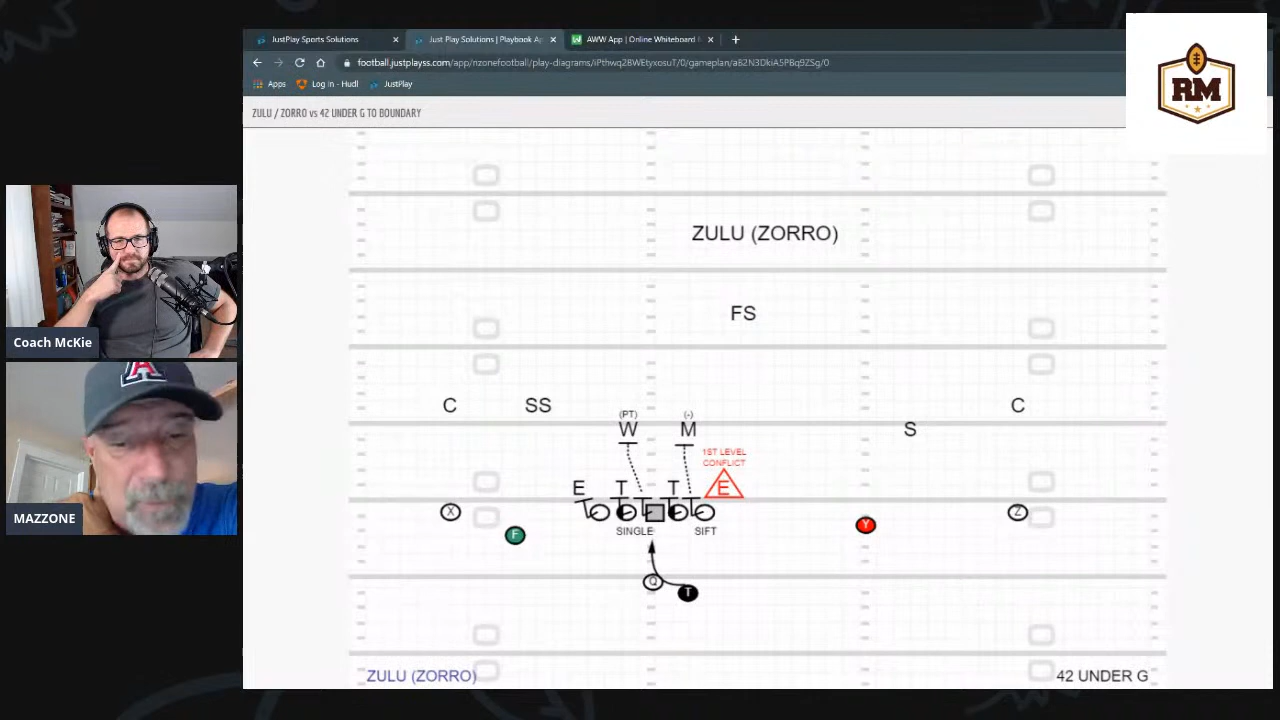 JustPlay Sports Solutions
Just Play Solutions | Playbook Ap
AWW App | Online Whiteboard
football.justplayss.com/app/nzonefootball/play-diagrams/iPthwq28WEtyxosuT/0/gameplan/a82N3DkiA5PBq9ZSg/0
Apps
Log In - Hudl
JustPlay
RM
ZULU / ZORRO vs 42 UNDER G TO BOUNDARY
ZULU (ZORRO)
FS
C
SS
C
(PT)
(-)
W
M
S
1ST LEVEL
CONFLICT
E
T
T
E
X
Z
F
Y
SINGLE
SIFT
Q
T
ZULU (ZORRO)
42 UNDER G
Coach McKie
A
MAZZONE